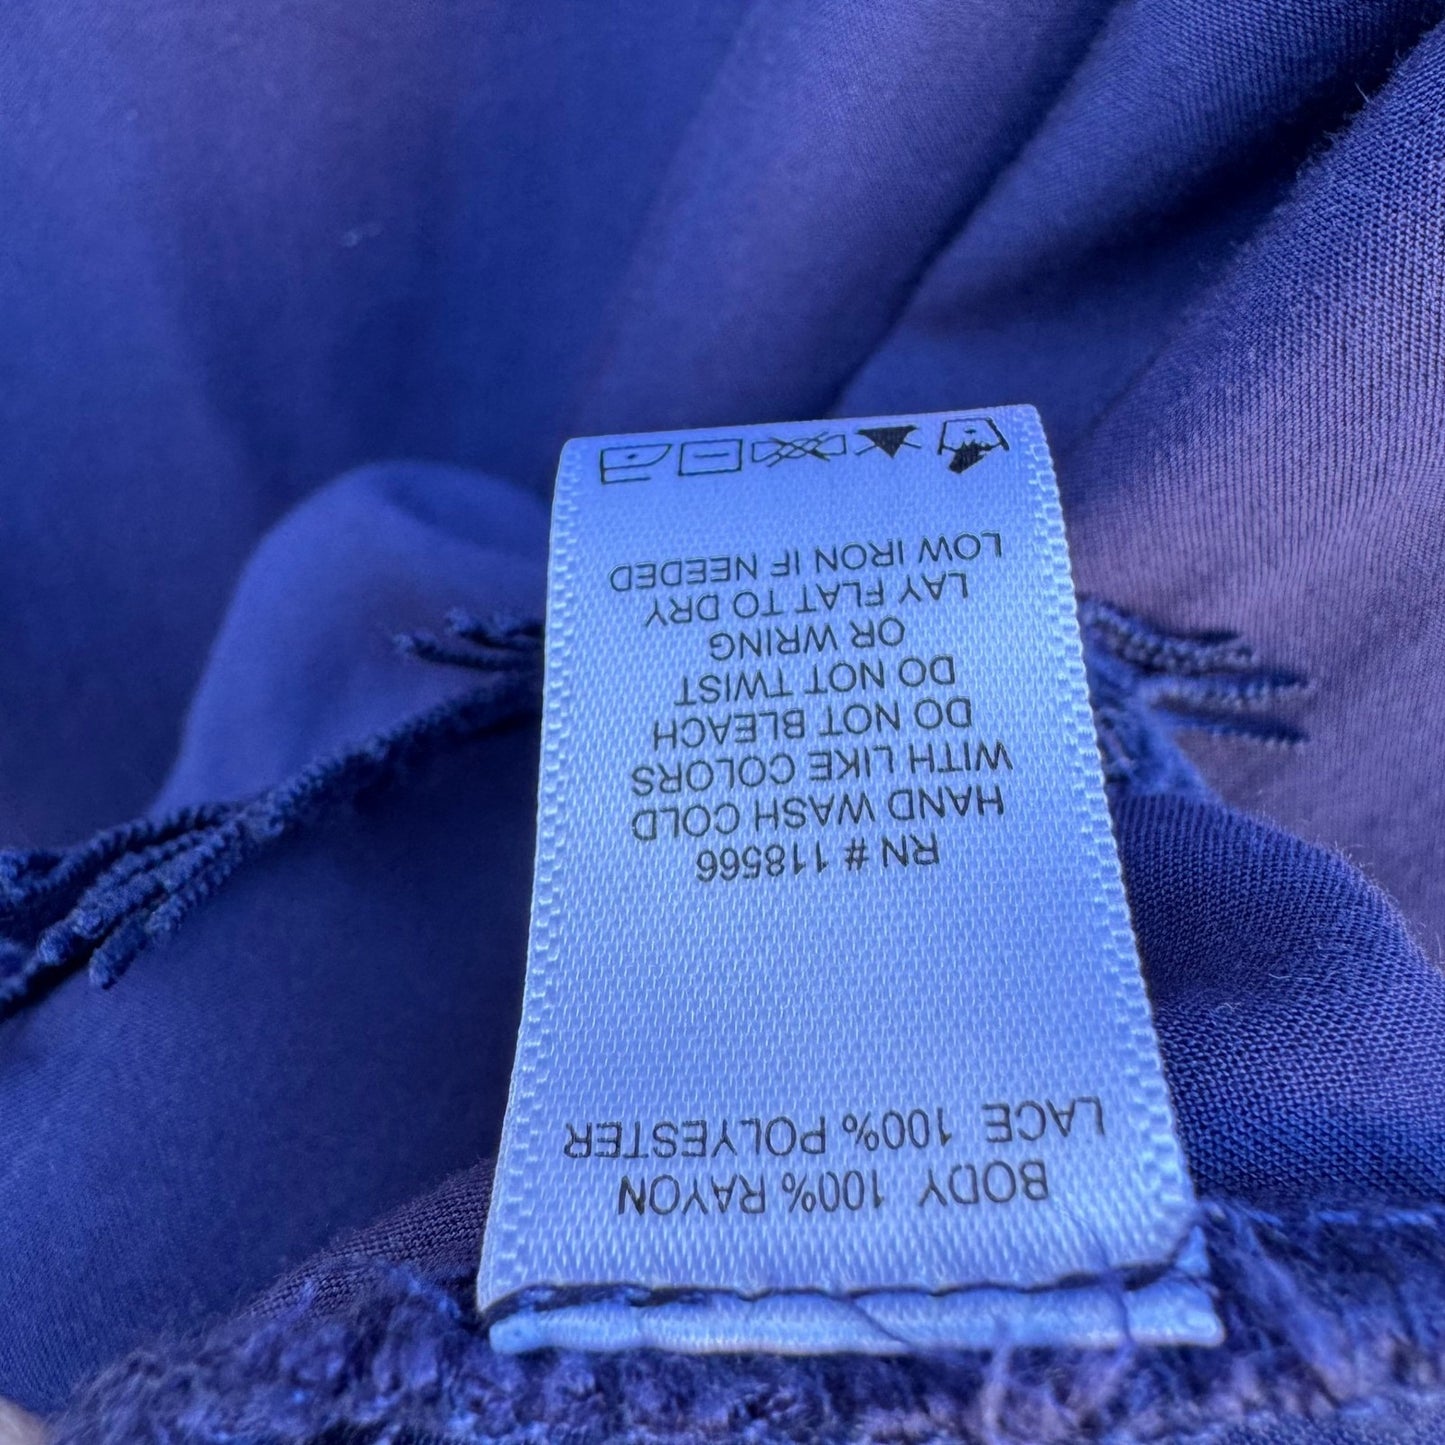 BODY 100% RAYON
LACE 100% POLYESTER
RN # 118566
HAND WASH COLD
WITH LIKE COLORS
DO NOT BLEACH
DO NOT TWIST
OR WRING
LAY FLAT TO DRY
LOW IRON IF NEEDED